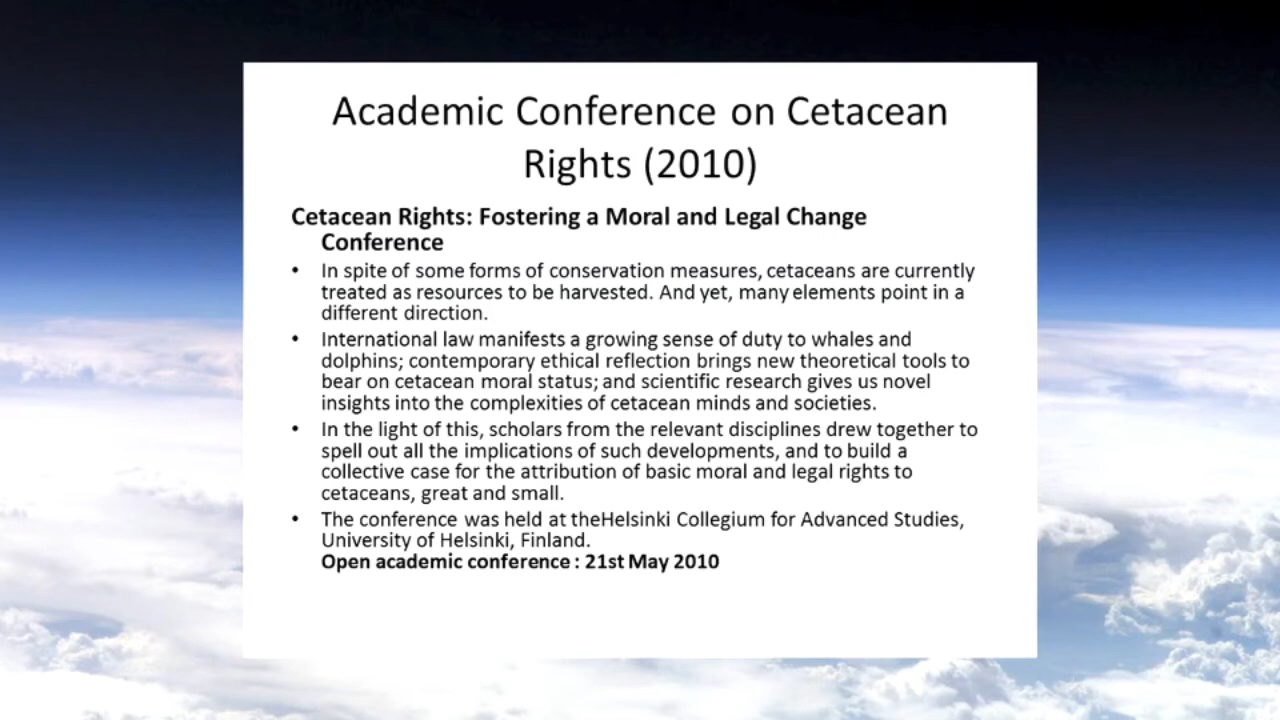 Academic Conference on Cetacean
Rights (2010)
Cetacean Rights: Fostering a Moral and Legal Change
Conference
• In spite of some forms of conservation measures, cetaceans are currently
treated as resources to be harvested. And yet, many elements point in a
different direction.
• International law manifests a growing sense of duty to whales and
dolphins; contemporary ethical reflection brings new theoretical tools to
bear on cetacean moral status; and scientific research gives us novel
insights into the complexities of cetacean minds and societies.
• In the light of this, scholars from the relevant disciplines drew together to
spell out all the implications of such developments, and to build a
collective case for the attribution of basic moral and legal rights to
cetaceans, great and small.
• The conference was held at theHelsinki Collegium for Advanced Studies,
University of Helsinki, Finland.
Open academic conference : 21st May 2010